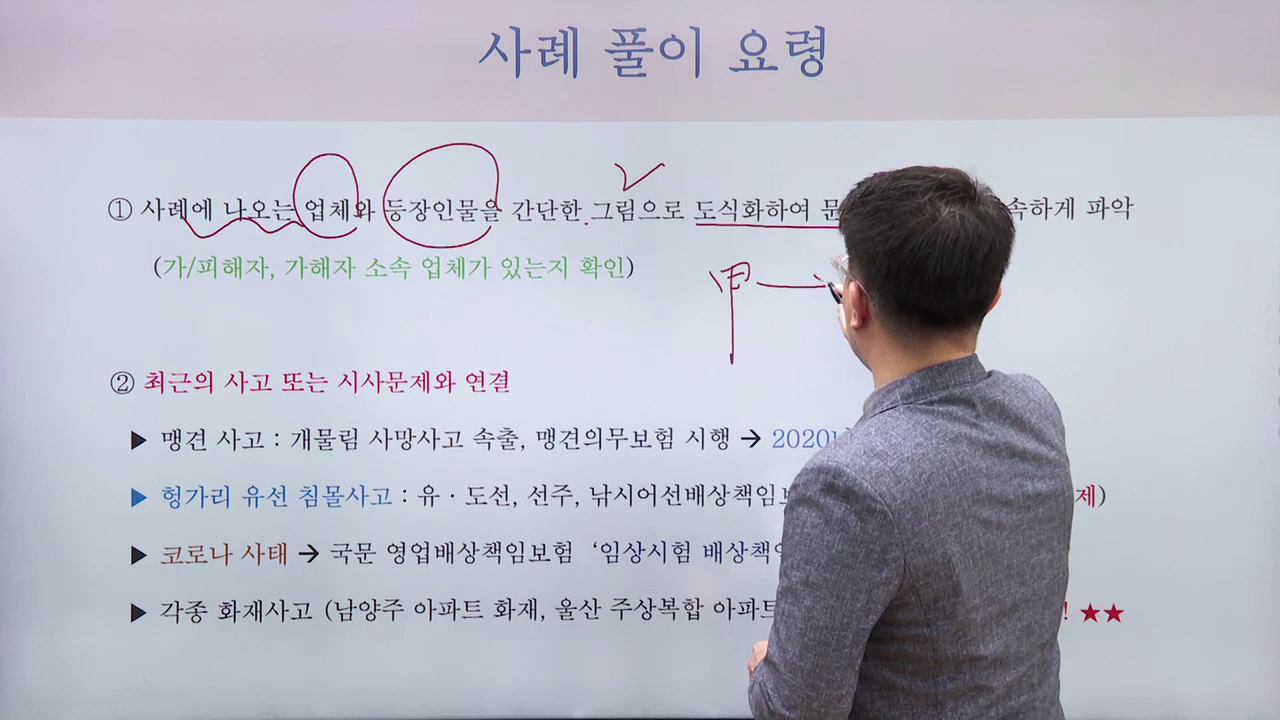 사례 풀이 요령
① 사례에 나오는 업체와 등장인물을 간단한 그림으로 도식화하여 문 속하게 파악
(가/피해자, 가해자 소속 업체가 있는지 확인)
甲
② 최근의 사고 또는 시사문제와 연결
▶ 맹견 사고 : 개물림 사망사고 속출, 맹견의무보험 시행 → 2020
▶ 헝가리 유선 침몰사고 : 유 · 도선, 선주, 낚시어선배상책임 제)
▶ 코로나 사태 → 국문 영업배상책임보험 ‘임상시험 배상책
▶ 각종 화재사고 (남양주 아파트 화재, 울산 주상복합 아파트 ! ★★